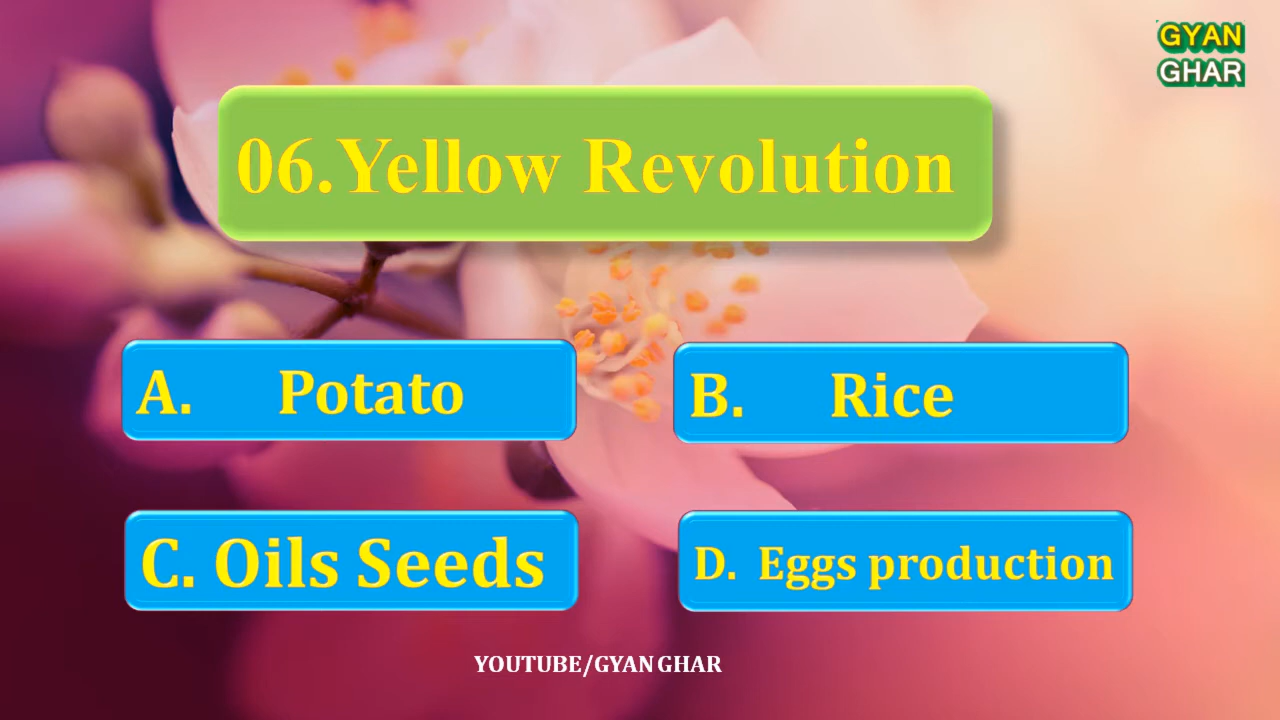 GYAN
GHAR
06.Yellow Revolution
A. Potato
B. Rice
C. Oils Seeds
D. Eggs production
YOUTUBE/GYAN GHAR